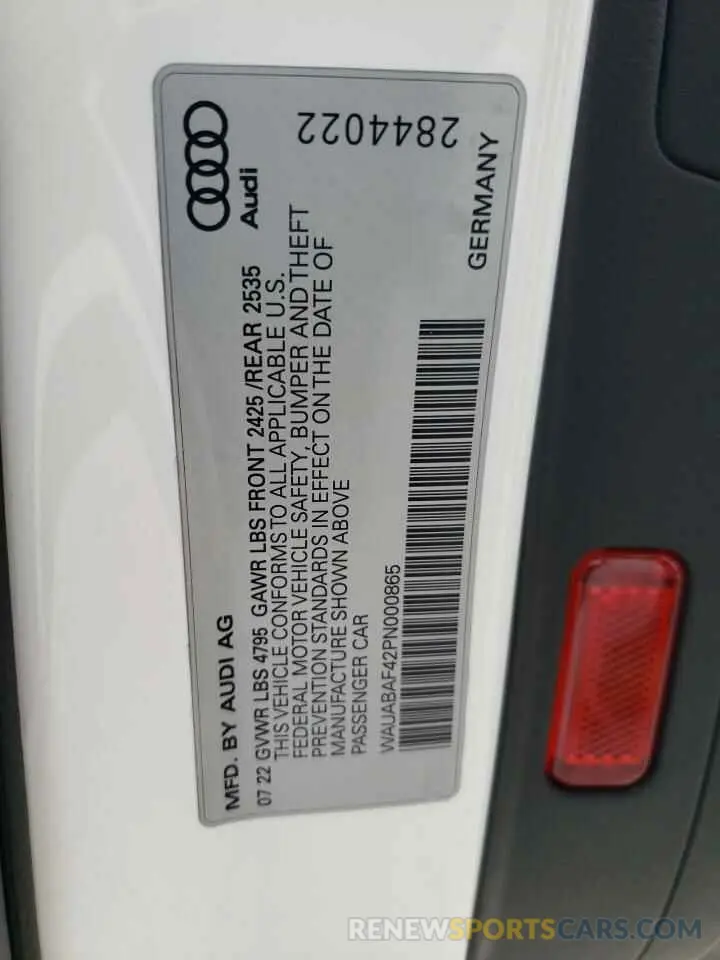 Audi
2844022
MFD. BY AUDI AG
GERMANY
07 22 GVWR LBS 4795 GAWR LBS FRONT 2425 /REAR 2535
THIS VEHICLE CONFORMS TO ALL APPLICABLE U.S.
FEDERAL MOTOR VEHICLE SAFETY, BUMPER AND THEFT
PREVENTION STANDARDS IN EFFECT ON THE DATE OF
MANUFACTURE SHOWN ABOVE
PASSENGER CAR
WAUABAF42PN000865
RENEWSPORTSCARS.COM